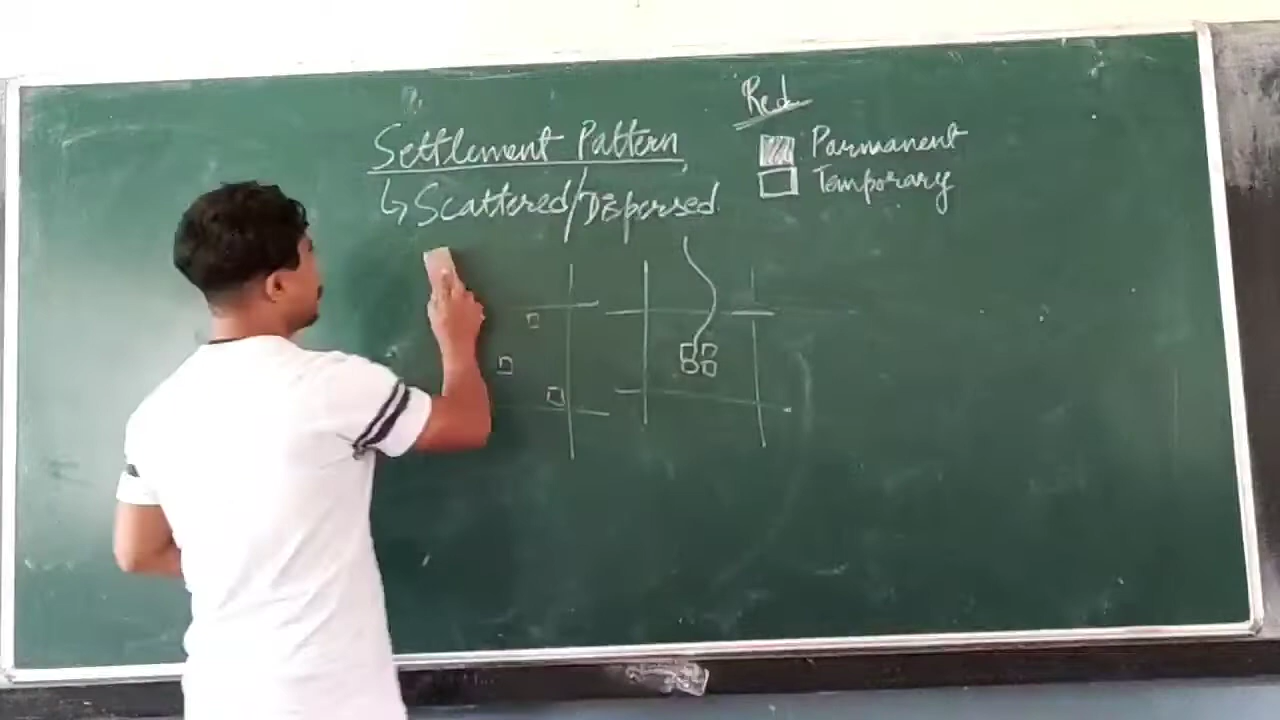 Settlement Pattern
↳ Scattered/Dispersed
Red
Parmanent
Temporary